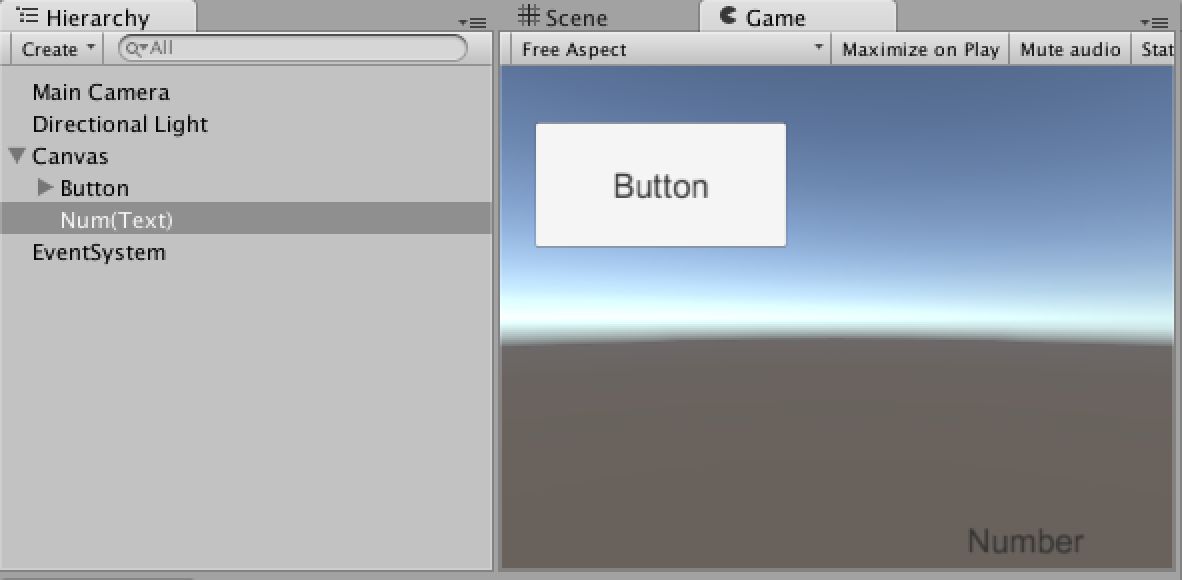 Hierarchy
Create
All
Main Camera
Directional Light
Canvas
Button
Num(Text)
EventSystem
Scene
Game
Free Aspect
Maximize on Play
Mute audio
Stat
Button
Number